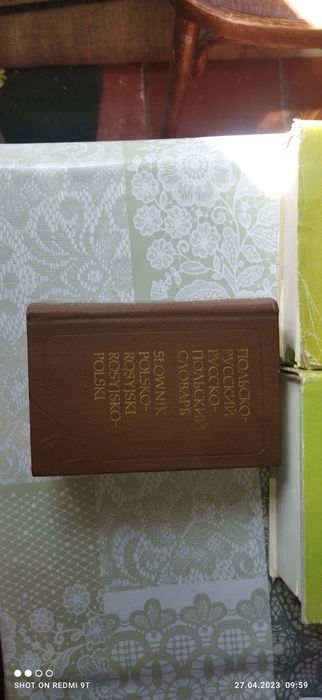 ПОЛЬСКО-
РУССКИЙ
РУССКО-
ПОЛЬСКИЙ
СЛОВАРЬ
SŁOWNIK
POLSKO-
ROSYJSKI
ROSYJSKO-
POLSKI
SHOT ON REDMI 9T
27.04.2023 09:59